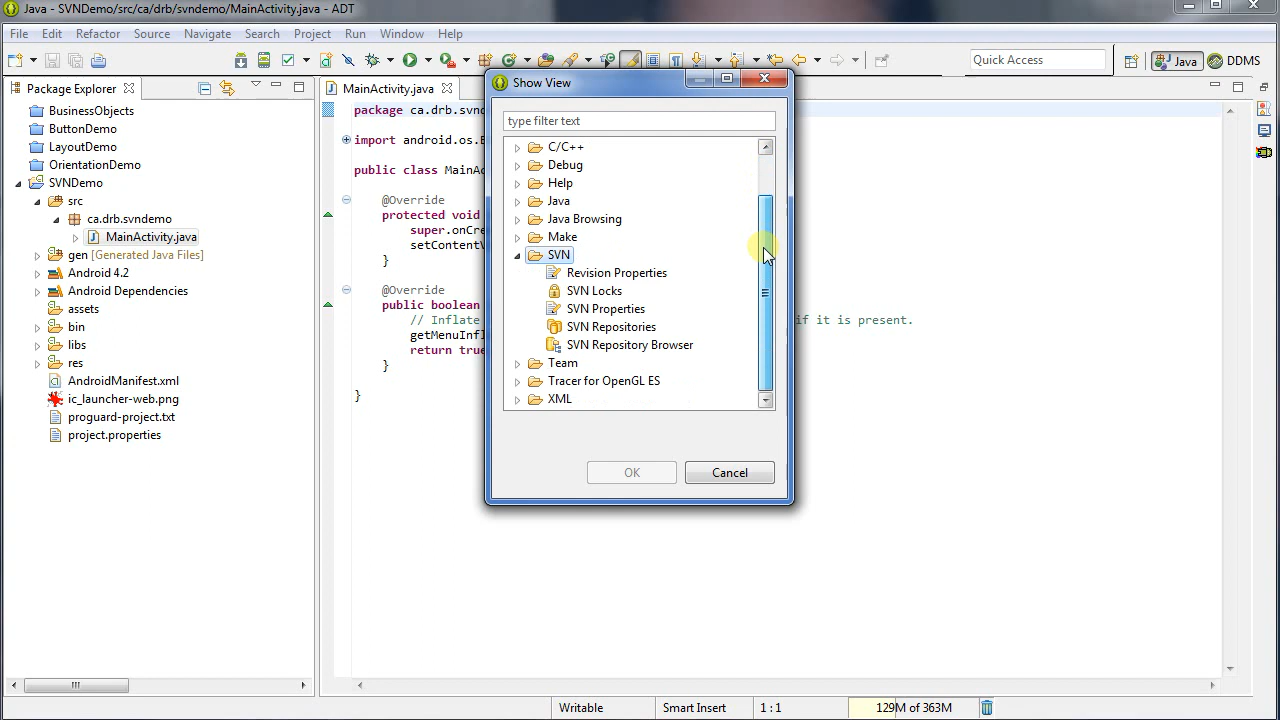 Java - SVNDemo/src/ca/drb/svndemo/MainActivity.java - ADT
File Edit Refactor Source Navigate Search Project Run Window Help
Quick Access
Java
DDMS
Package Explorer
BusinessObjects
ButtonDemo
LayoutDemo
OrientationDemo
SVNDemo
src
ca.drb.svndemo
MainActivity.java
gen [Generated Java Files]
Android 4.2
Android Dependencies
assets
bin
libs
res
AndroidManifest.xml
ic_launcher-web.png
proguard-project.txt
project.properties
MainActivity.java
package ca.drb.svnd
import android.os.
public class MainA
@Override
protected void
super.onCr
setContentV
}
@Override
public boolean
// Inflate if it is present.
getMenuInfl
return true
}
}
Show View
type filter text
C/C++
Debug
Help
Java
Java Browsing
Make
SVN
Revision Properties
SVN Locks
SVN Properties
SVN Repositories
SVN Repository Browser
Team
Tracer for OpenGL ES
XML
OK Cancel
Writable Smart Insert 1 : 1 129M of 363M